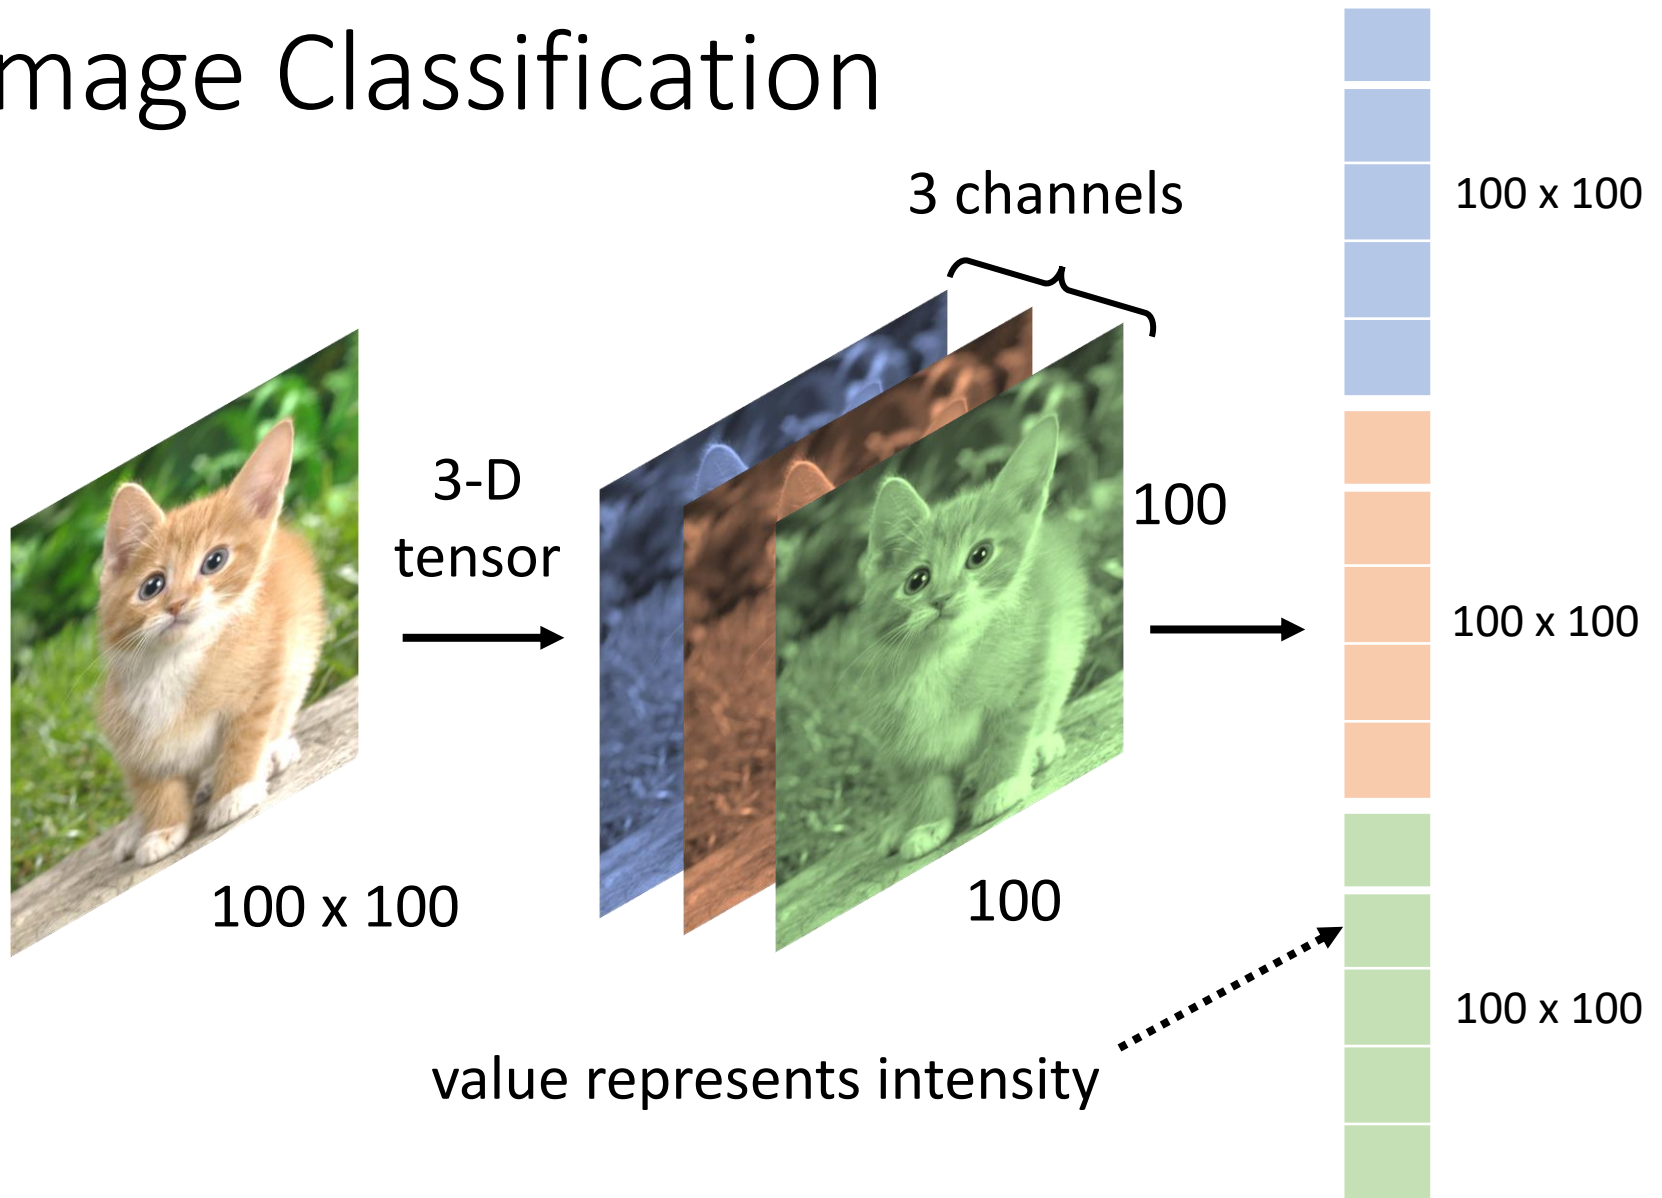 mage Classification
3 channels
100 x 100
3-D
tensor
100
100 x 100
100 x 100
100
100 x 100
value represents intensity